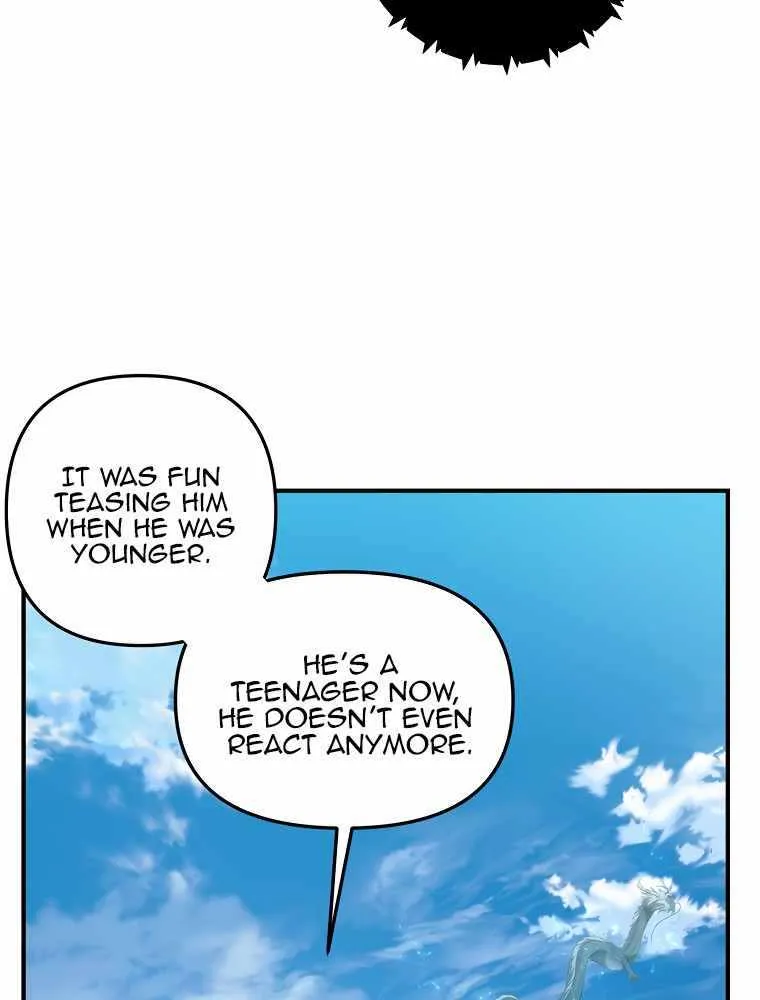 IT WAS FUN
TEASING HIM
WHEN HE WAS
YOUNGER.
HE'S A
TEENAGER NOW,
HE DOESN'T EVEN
REACT ANYMORE.